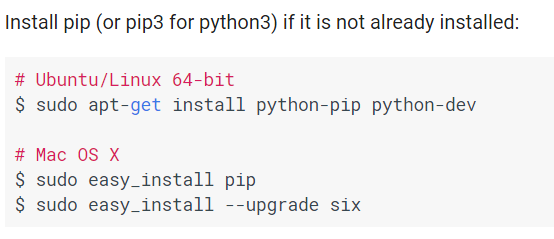 Install pip (or pip3 for python3) if it is not already installed:
# Ubuntu/Linux 64-bit
$ sudo apt-get install python-pip python-dev
# Mac OS X
$ sudo easy_install pip
$ sudo easy_install --upgrade six